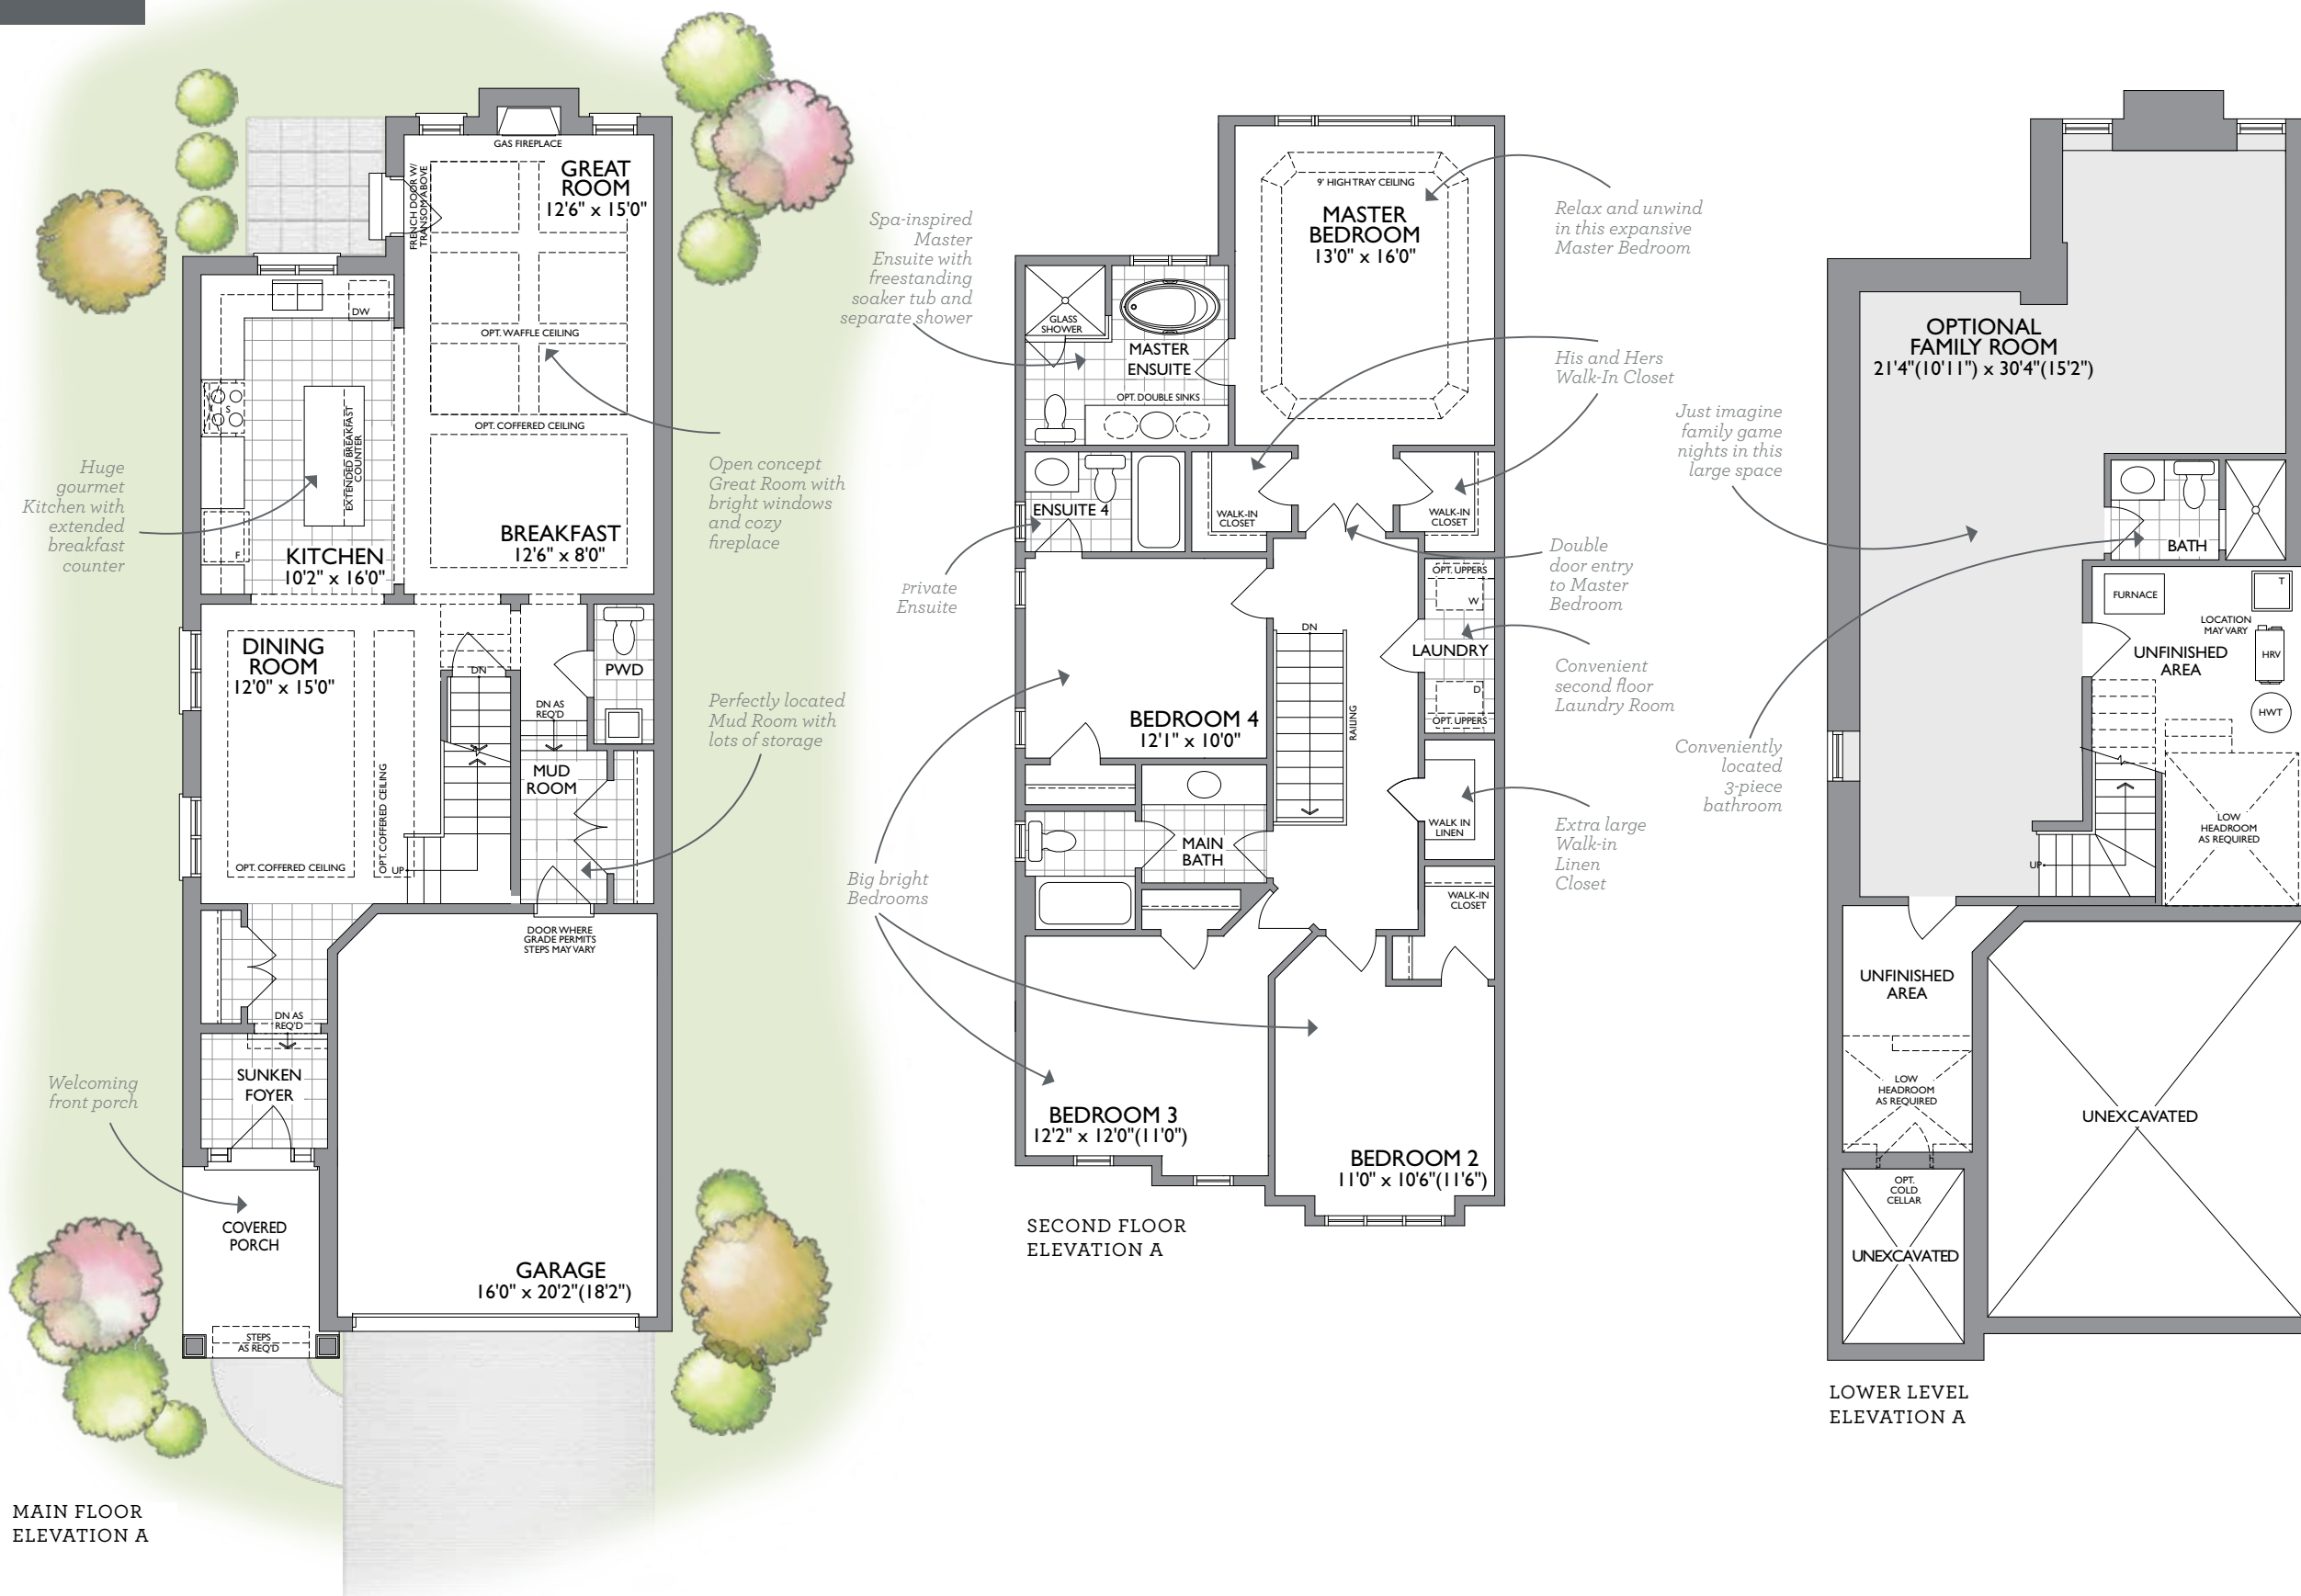 GAS FIREPLACE
GREAT
ROOM
12'6" x 15'0"
FRENCH DOOR W/
TRANSOM ABOVE
DW
OPT. WAFFLE CEILING
S
EXTENDED BREAKFAST
COUNTER
OPT. COFFERED CEILING
Huge
gourmet
Kitchen with
extended
breakfast
counter
Open concept
Great Room with
bright windows
and cozy
fireplace
F
KITCHEN
10'2" x 16'0"
BREAKFAST
12'6" x 8'0"
DINING
ROOM
12'0" x 15'0"
DN
PWD
DN AS
REQ'D
Perfectly located
Mud Room with
lots of storage
MUD
ROOM
OPT. COFFERED CEILING
OPT. COFFERED CEILING
UP
DOOR WHERE
GRADE PERMITS
STEPS MAY VARY
DN AS
REQ'D
SUNKEN
FOYER
Welcoming
front porch
COVERED
PORCH
GARAGE
16'0" x 20'2"(18'2")
STEPS
AS REQ'D
MAIN FLOOR
ELEVATION A
Spa-inspired
Master
Ensuite with
freestanding
soaker tub and
separate shower
9' HIGH TRAY CEILING
MASTER
BEDROOM
13'0" x 16'0"
Relax and unwind
in this expansive
Master Bedroom
GLASS
SHOWER
MASTER
ENSUITE
OPT. DOUBLE SINKS
His and Hers
Walk-In Closet
ENSUITE 4
WALK-IN
CLOSET
WALK-IN
CLOSET
Private
Ensuite
Double
door entry
to Master
Bedroom
OPT. UPPERS
W
LAUNDRY
D
OPT. UPPERS
DN
RAILING
Convenient
second floor
Laundry Room
BEDROOM 4
12'1" x 10'0"
WALK IN
LINEN
Extra large
Walk-in
Linen
Closet
MAIN
BATH
Big bright
Bedrooms
WALK-IN
CLOSET
BEDROOM 3
12'2" x 12'0"(11'0")
BEDROOM 2
11'0" x 10'6"(11'6")
SECOND FLOOR
ELEVATION A
OPTIONAL
FAMILY ROOM
21'4"(10'11") x 30'4"(15'2")
Just imagine
family game
nights in this
large space
BATH
FURNACE
T
LOCATION
MAY VARY
UNFINISHED
AREA
HRV
HWT
Conveniently
located
3-piece
bathroom
LOW
HEADROOM
AS REQUIRED
UP
UNFINISHED
AREA
LOW
HEADROOM
AS REQUIRED
UNEXCAVATED
OPT.
COLD
CELLAR
UNEXCAVATED
LOWER LEVEL
ELEVATION A